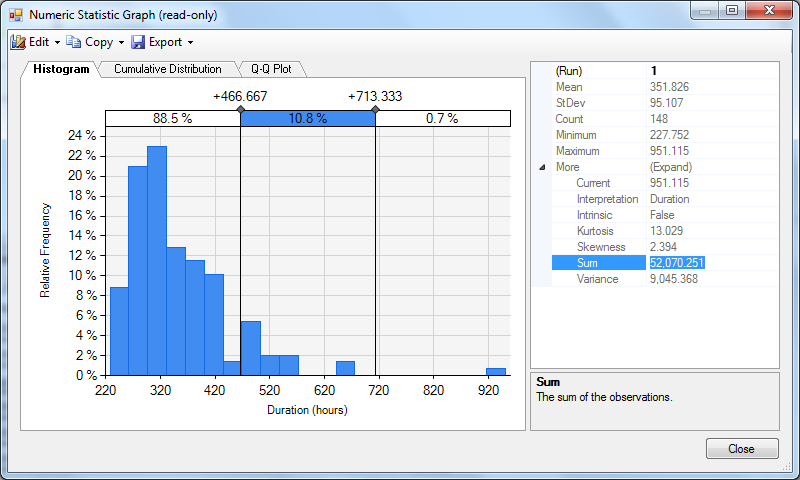 Numeric Statistic Graph (read-only)
Edit Copy Export
Histogram Cumulative Distribution Q-Q Plot
+466.667 +713.333
88.5 % 10.8 % 0.7 %
24 %
22 %
20 %
18 %
16 %
14 %
12 %
10 %
8 %
6 %
4 %
2 %
0 %
Relative Frequency
220 320 420 520 620 720 820 920
Duration (hours)
(Run) 1
Mean 351.826
StDev 95.107
Count 148
Minimum 227.752
Maximum 951.115
More (Expand)
Current 951.115
Interpretation Duration
Intrinsic False
Kurtosis 13.029
Skewness 2.394
Sum 52,070.251
Variance 9,045.368
Sum
The sum of the observations.
Close